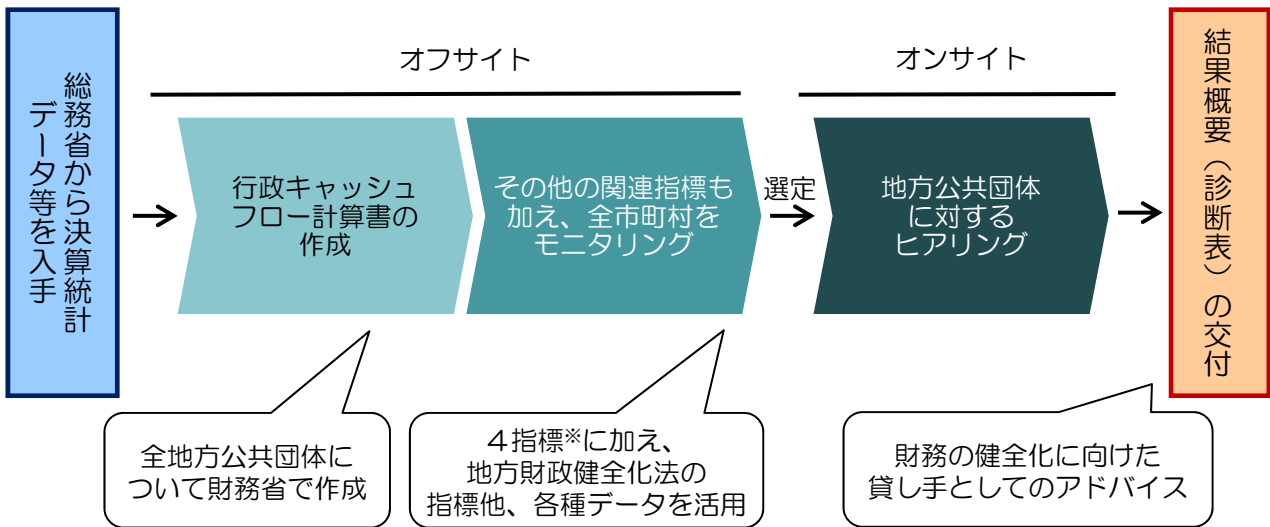 総務省から決算統計
データ等を入手
オフサイト
行政キャッシュ
フロー計算書の
作成
その他の関連指標も
加え、全市町村を
モニタリング
選定
オンサイト
地方公共団体
に対する
ヒアリング
結果概要（診断表）の交付
全地方公共団体に
ついて財務省で作成
４指標※に加え、
地方財政健全化法の
指標他、各種データを活用
財務の健全化に向けた
貸し手としてのアドバイス